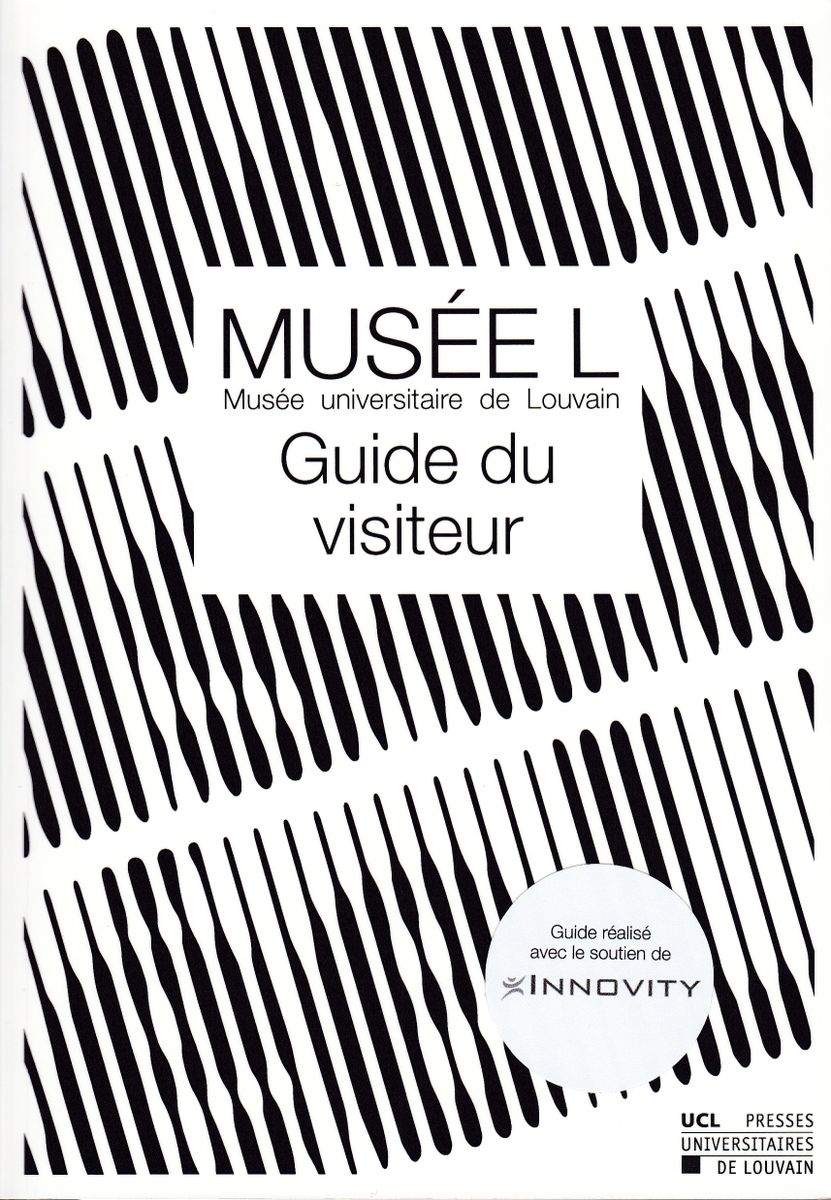 MUSÉE L
Musée universitaire de Louvain
Guide du
visiteur
Guide réalisé
avec le soutien de
INNOVITY
UCL PRESSES
UNIVERSITAIRES
DE LOUVAIN